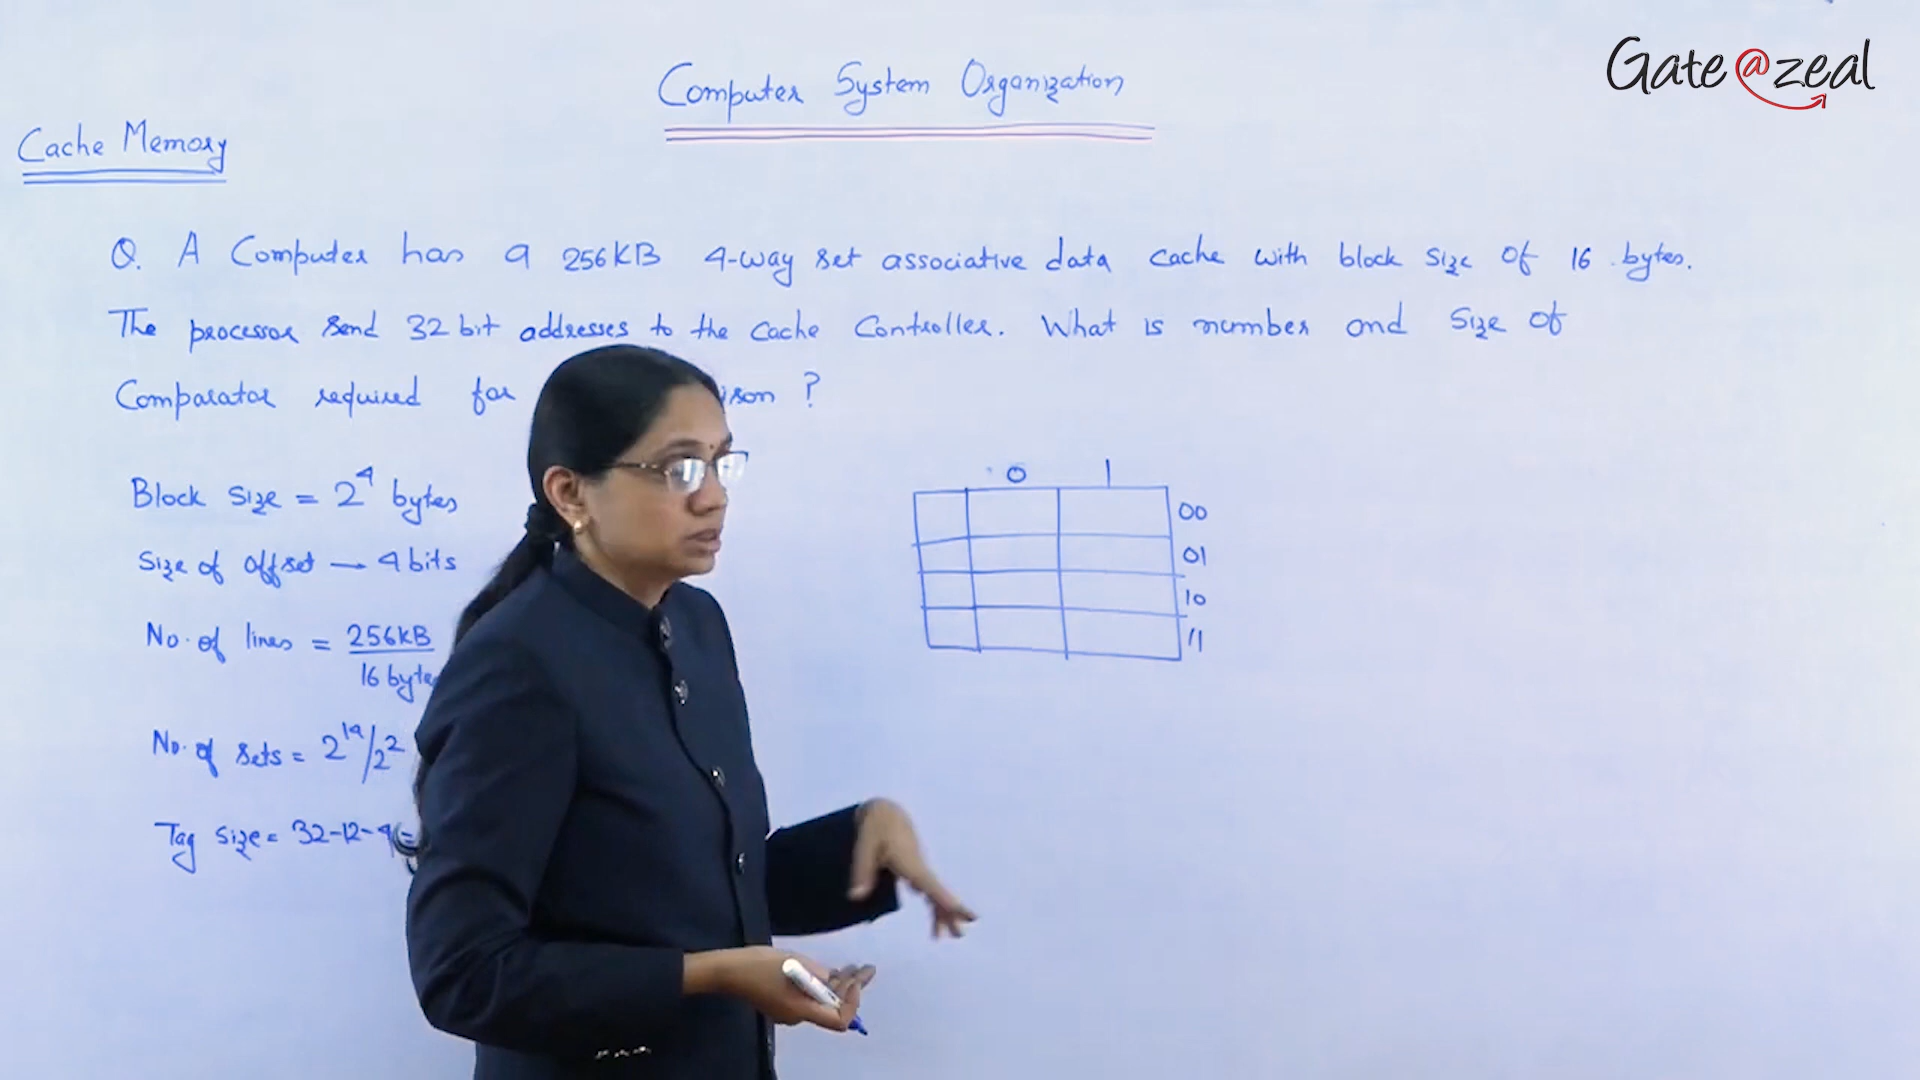 Gate@zeal
Computer System Organization
Cache Memory
Q. A Computer has a 256KB 4-way set associative data cache with block size of 16 bytes.
The processor send 32 bit addresses to the cache Controller. What is number and size of
Comparator required for ison ?
Block size = 2^4 bytes
Size of offset — 4 bits
No. of lines = 256KB / 16 byte
No. of sets = 2^14/2^2
Tag size = 32-12-4 =
0 1
00
01
10
11